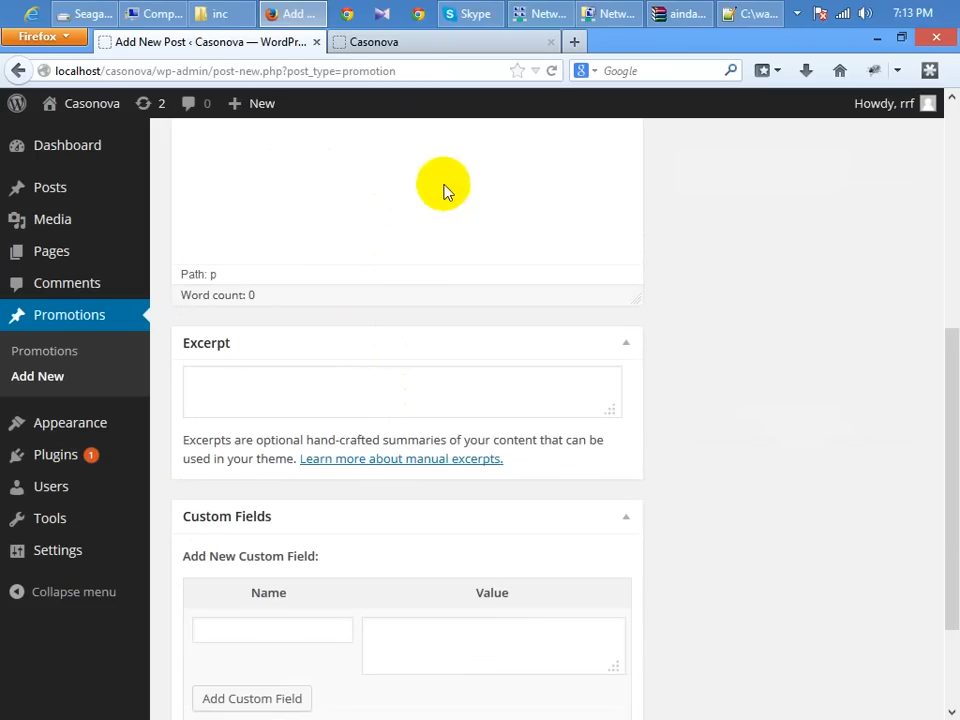 Seaga...
Comp...
inc
Add ...
Skype
Netw...
Netw...
ainda...
C:\wa...
7:13 PM
Firefox
Add New Post ‹ Casonova — WordPr...
Casonova
localhost/casonova/wp-admin/post-new.php?post_type=promotion
Google
Casonova
2
0
New
Howdy, rrf
Dashboard
Posts
Media
Pages
Comments
Promotions
Promotions
Add New
Appearance
Plugins 1
Users
Tools
Settings
Collapse menu
Path: p
Word count: 0
Excerpt
Excerpts are optional hand-crafted summaries of your content that can be
used in your theme. Learn more about manual excerpts.
Custom Fields
Add New Custom Field:
Name
Value
Add Custom Field